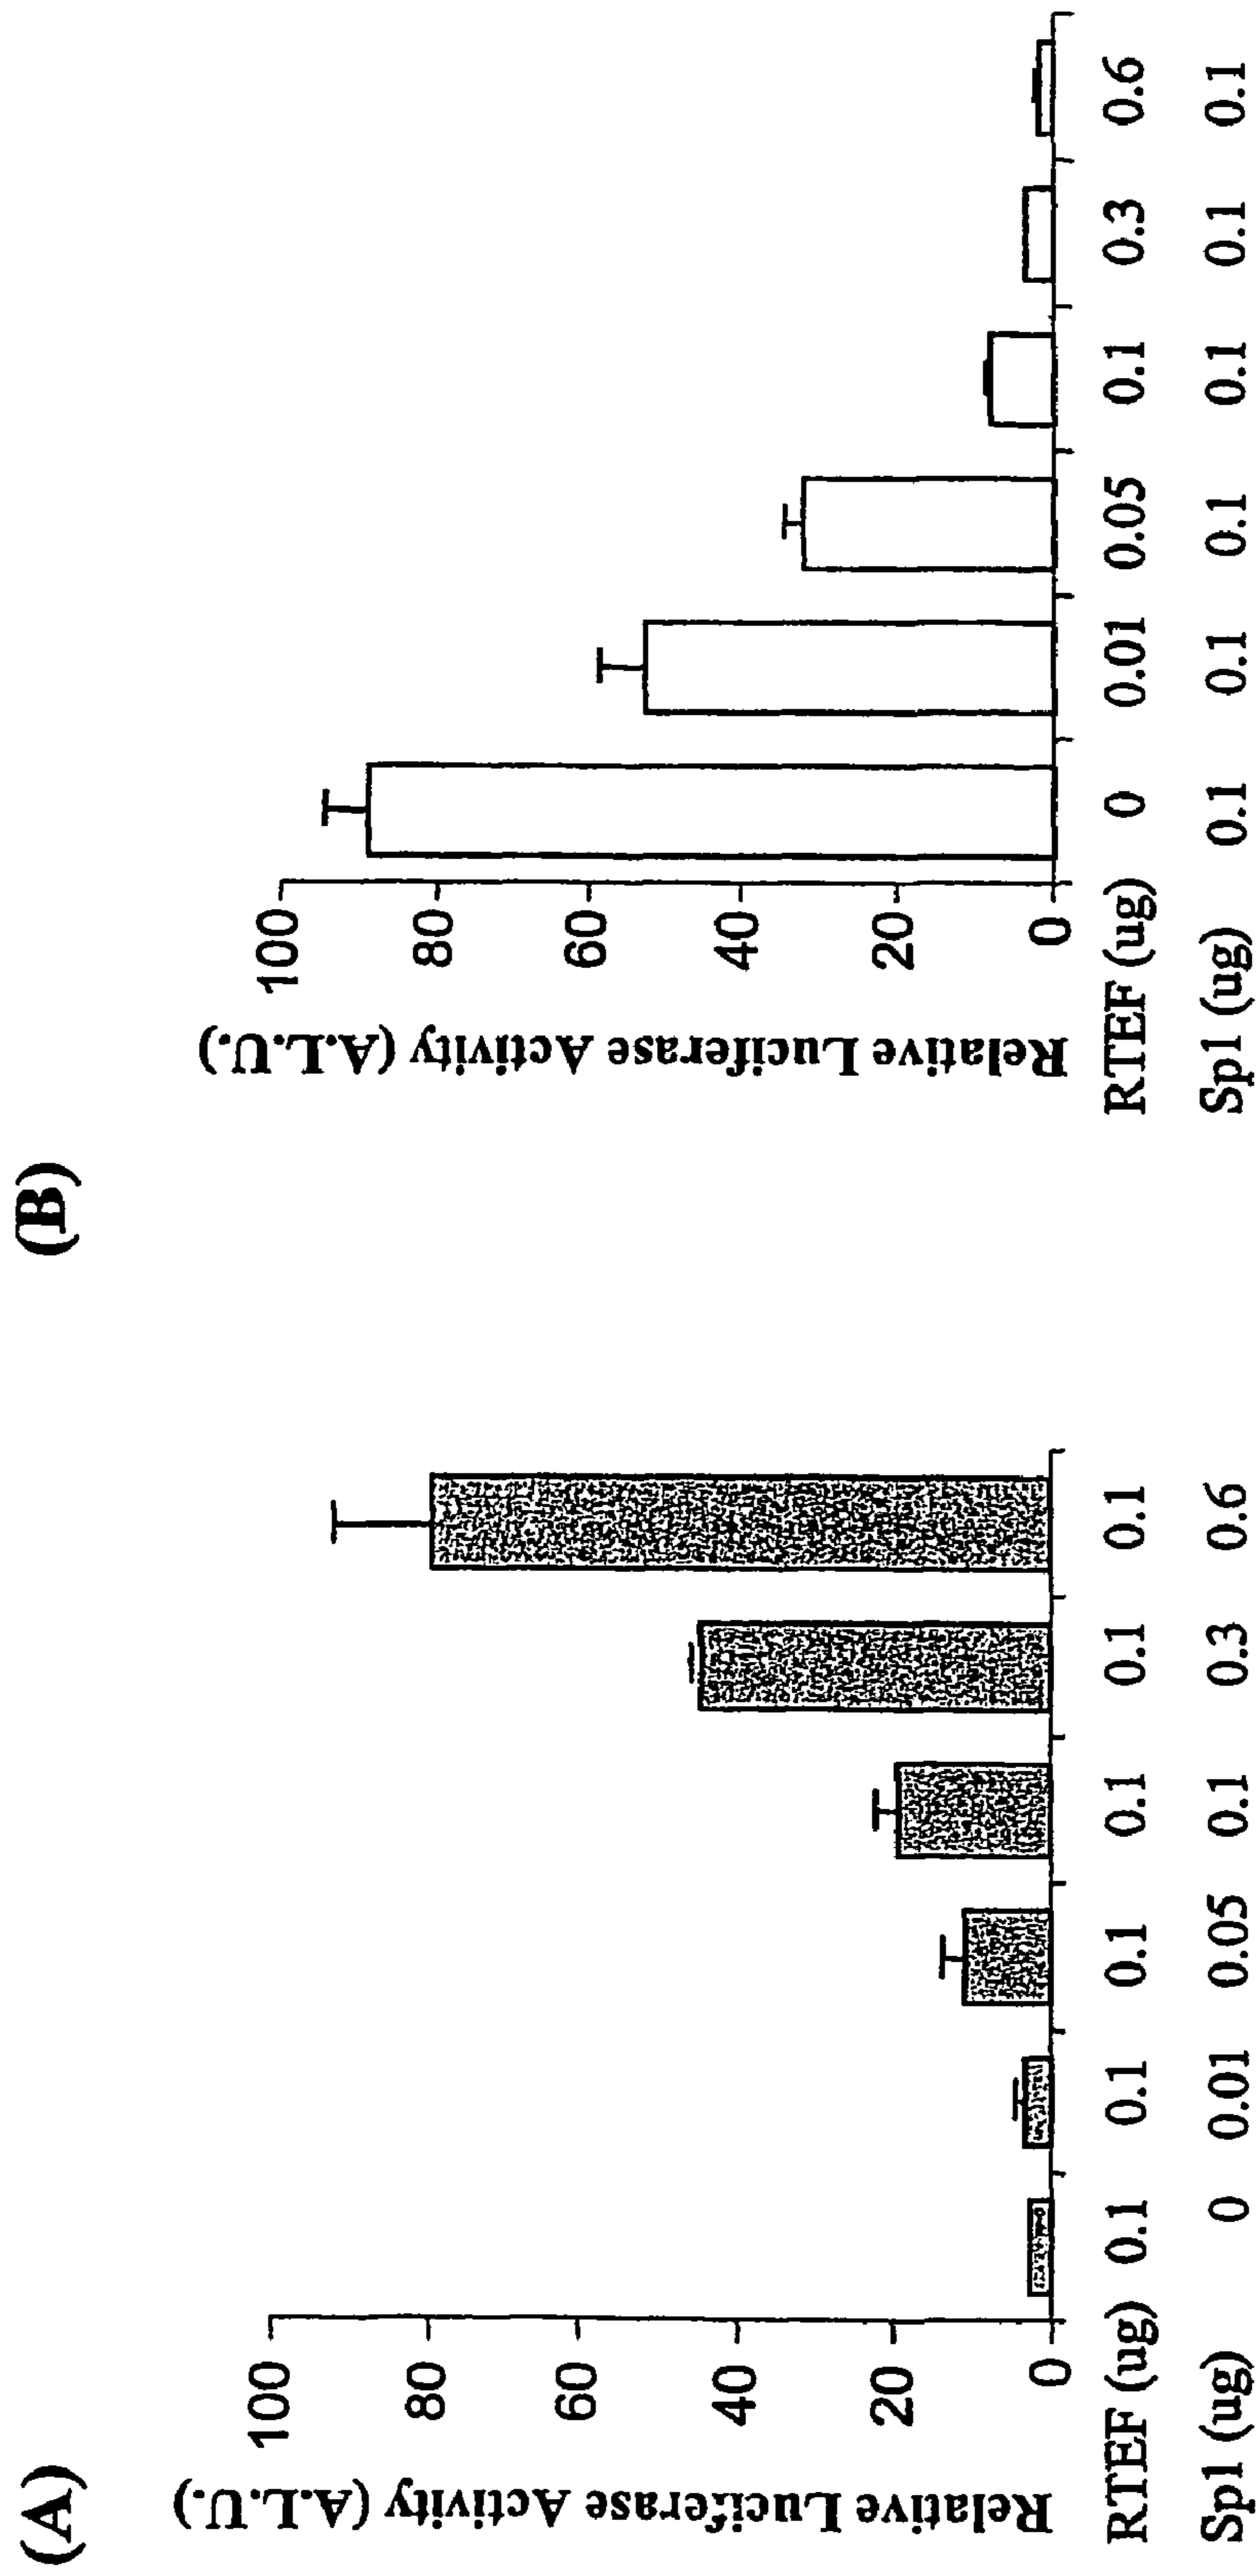 (A)
Relative Luciferase Activity (A.L.U.)
100
80
60
40
20
0
RTEF (ug) 0.1 0.1 0.1 0.1 0.1 0.1
Sp1 (ug) 0 0.01 0.05 0.1 0.3 0.6
(B)
Relative Luciferase Activity (A.L.U.)
100
80
60
40
20
0
RTEF (ug) 0 0.01 0.05 0.1 0.3 0.6
Sp1 (ug) 0.1 0.1 0.1 0.1 0.1 0.1